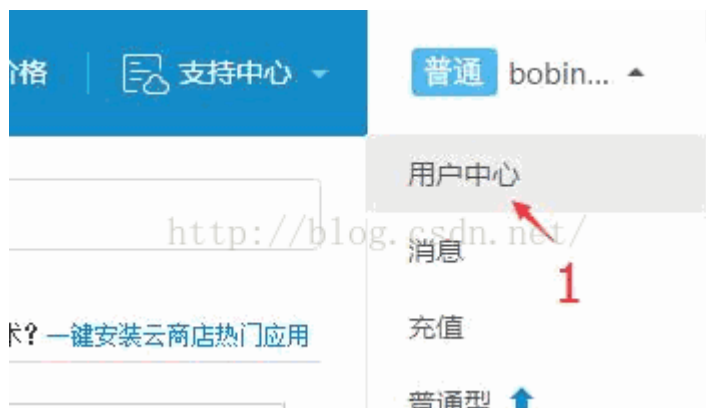 格 支持中心 普通 bobin...
用户中心
http://blog.csdn.net/
消息
1
术? 一键安装云商店热门应用
充值
普通型